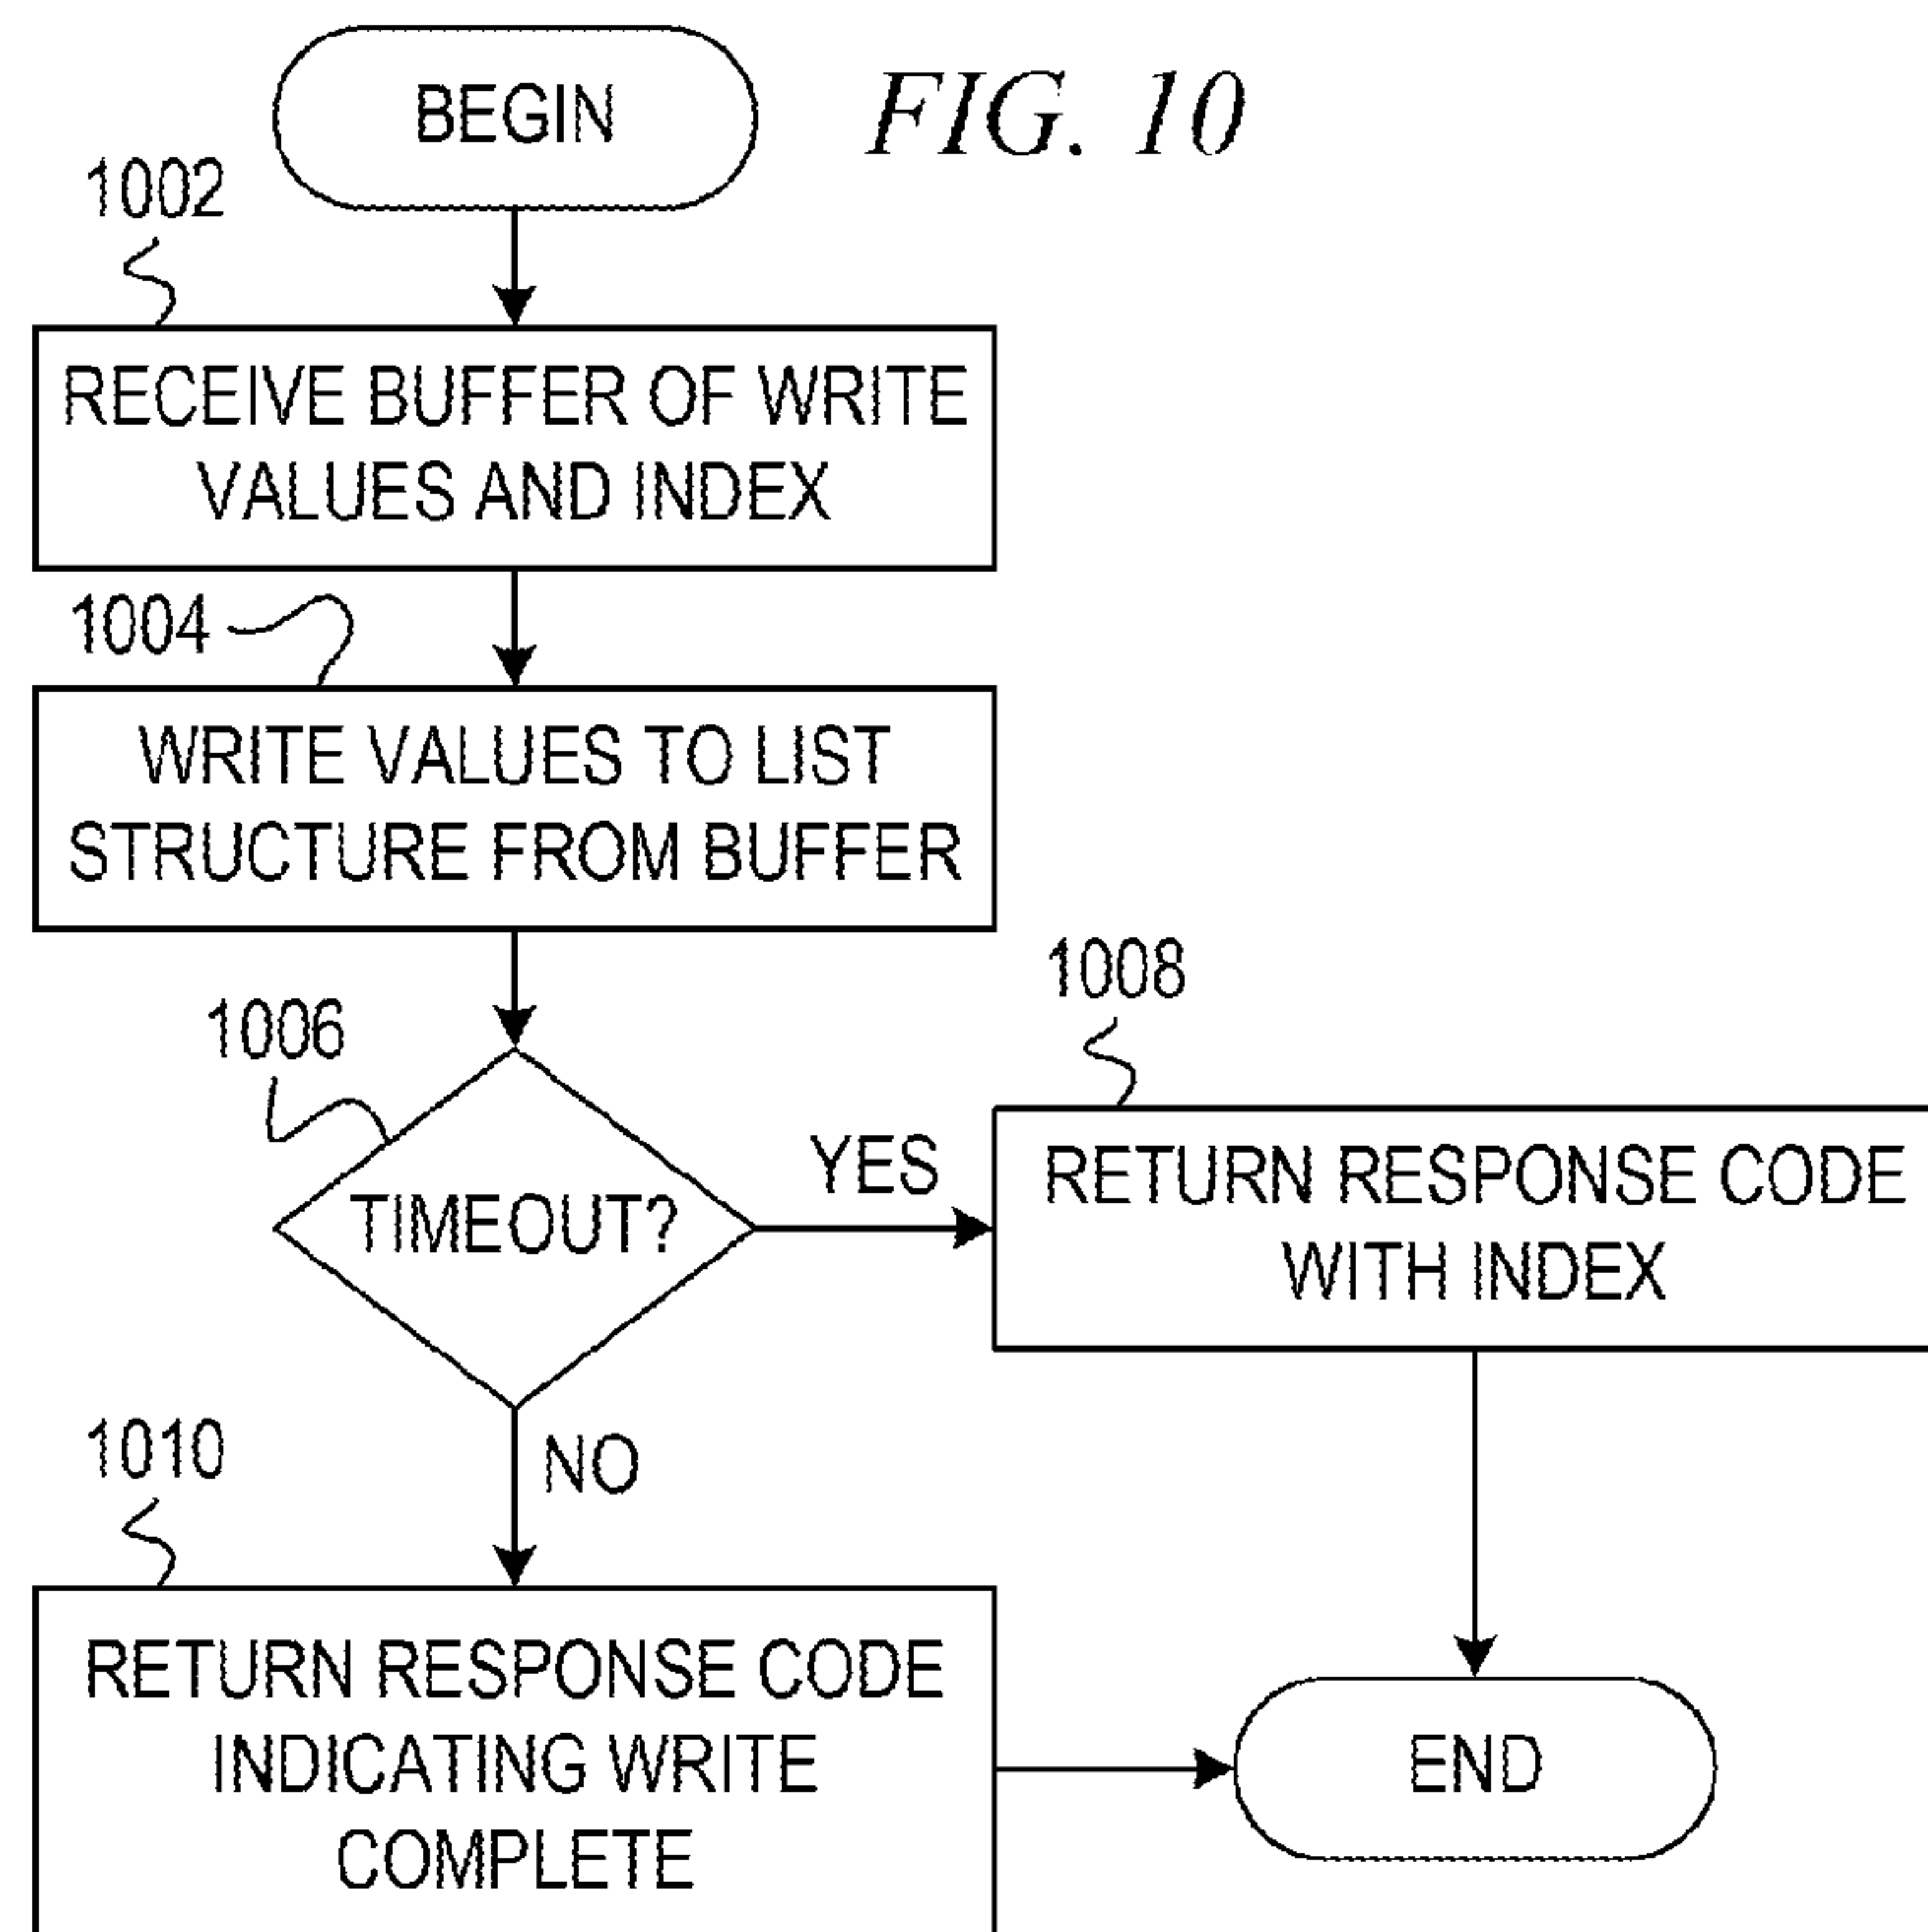 BEGIN
FIG. 10
1002
RECEIVE BUFFER OF WRITE
VALUES AND INDEX
1004
WRITE VALUES TO LIST
STRUCTURE FROM BUFFER
1006
TIMEOUT?
YES
1008
RETURN RESPONSE CODE
WITH INDEX
NO
1010
RETURN RESPONSE CODE
INDICATING WRITE
COMPLETE
END